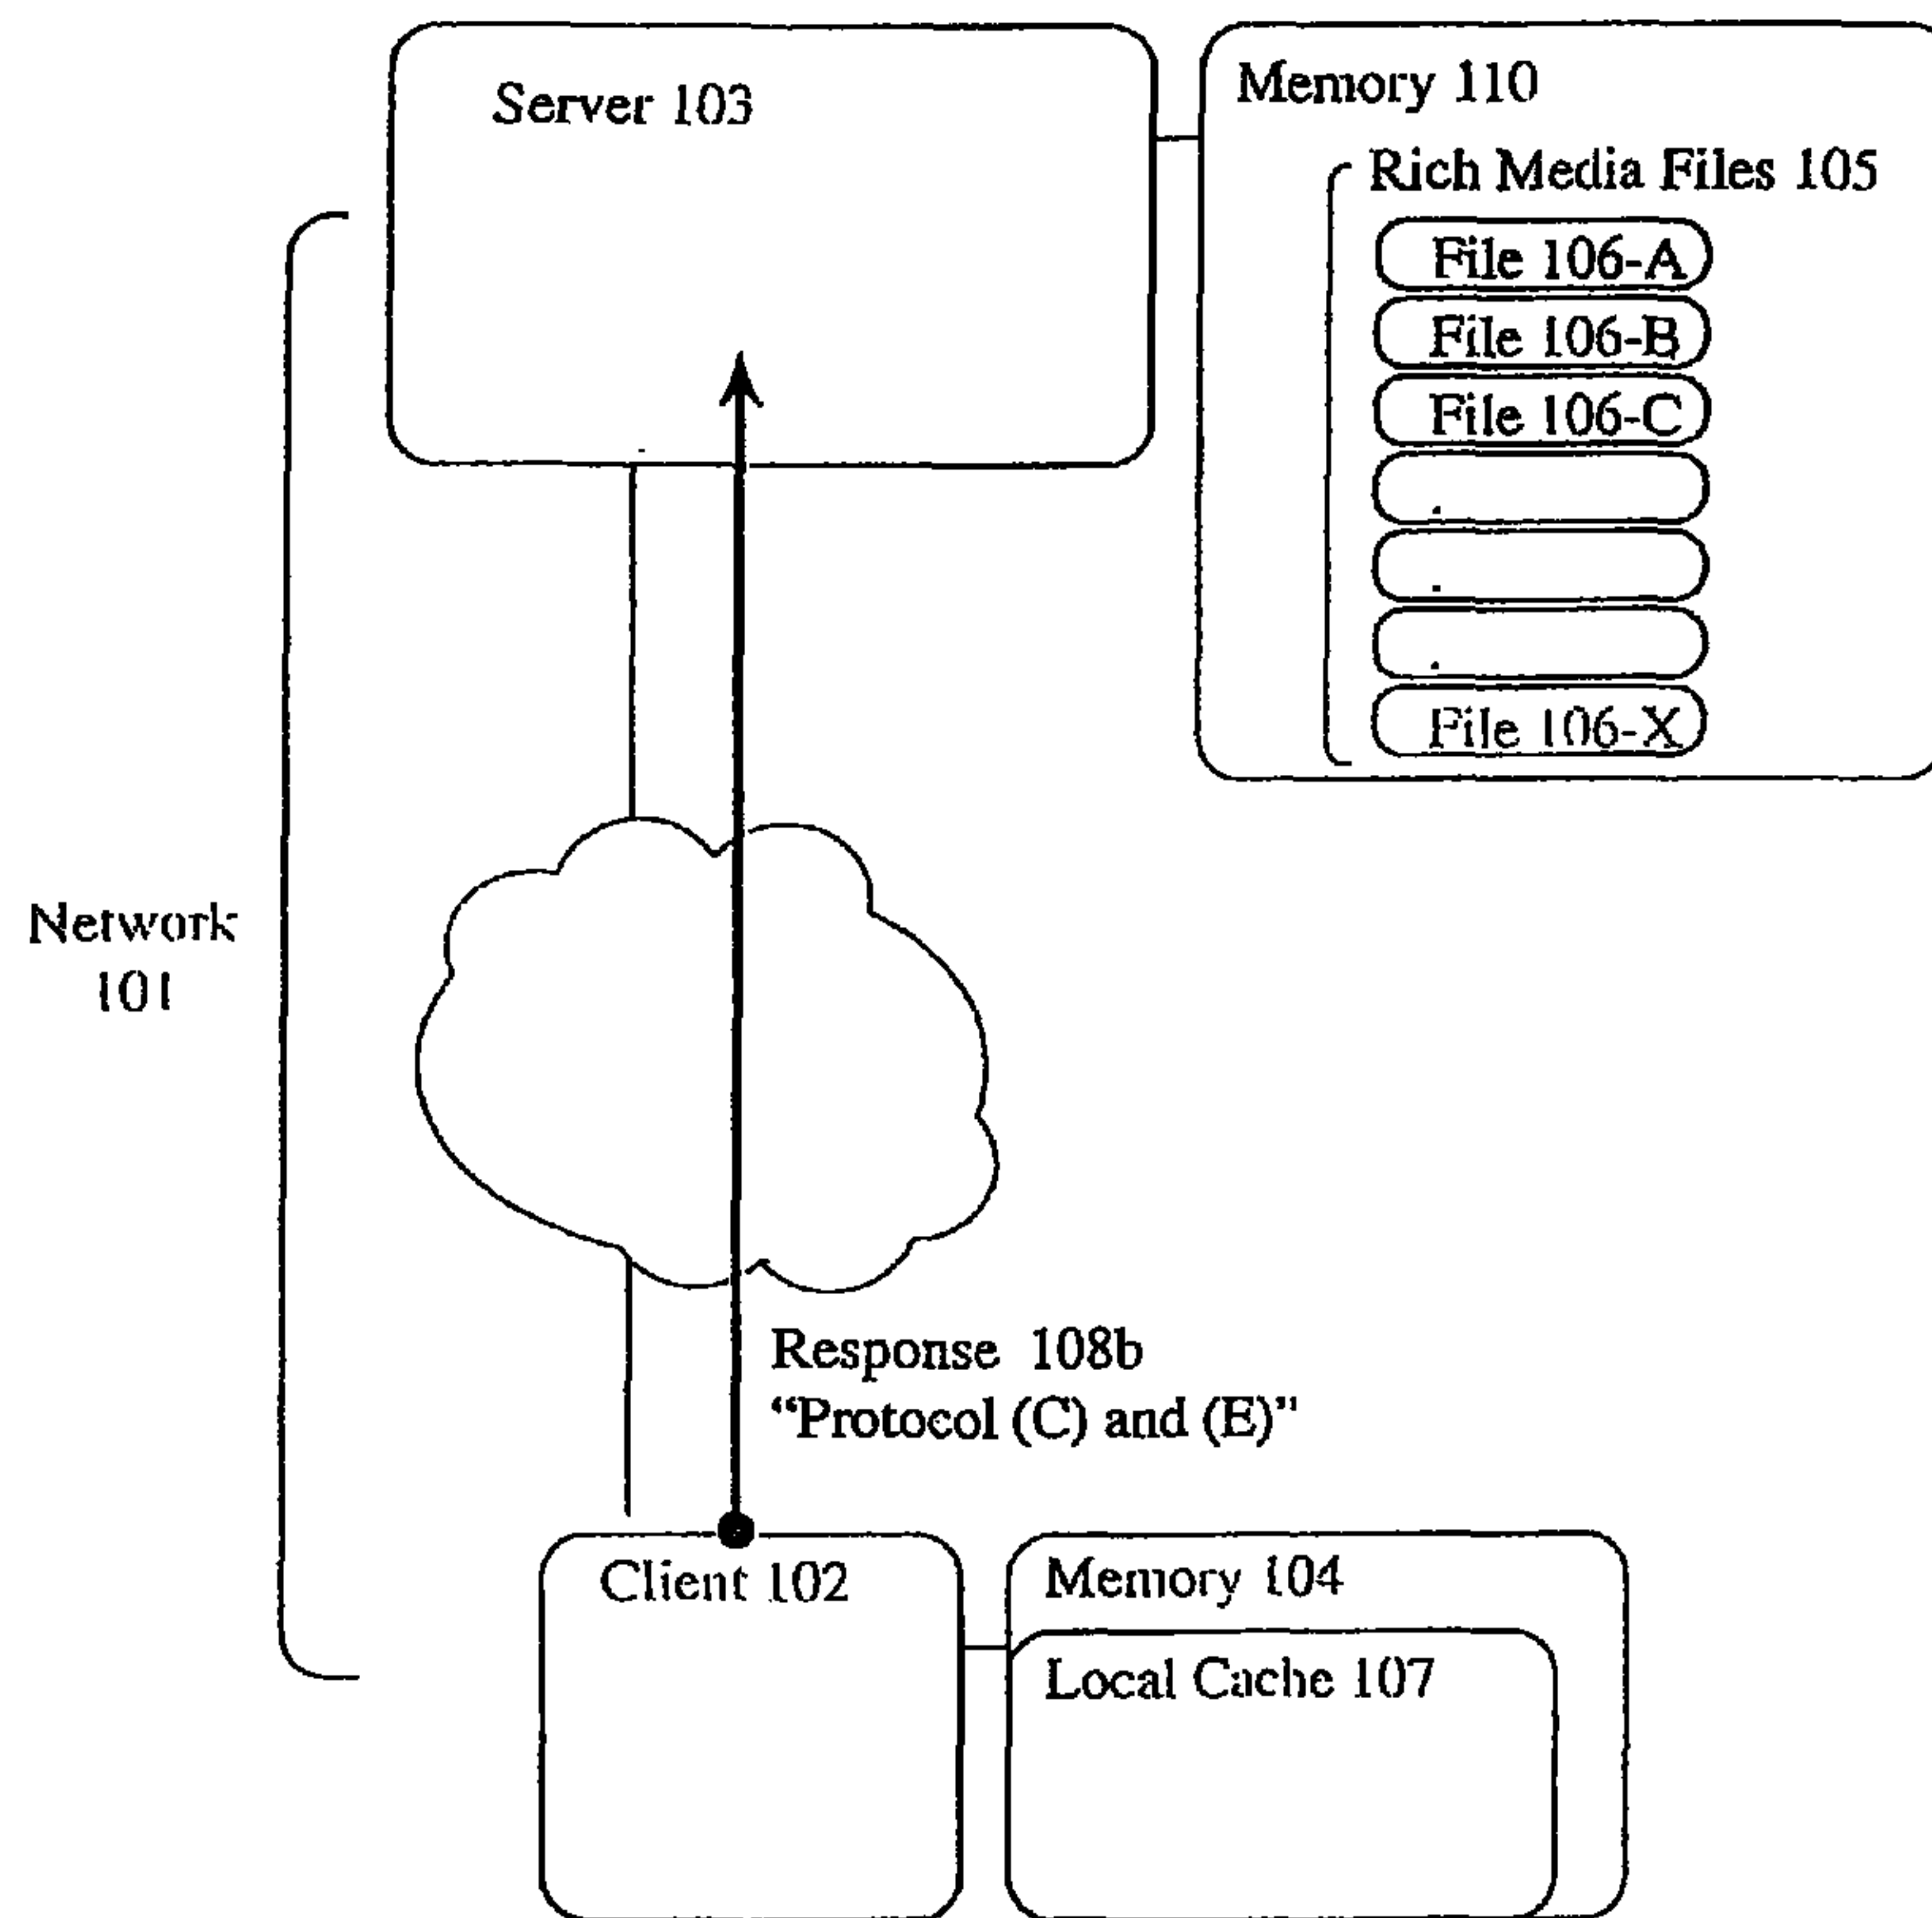 Server 103
Memory 110
Rich Media Files 105
File 106-A
File 106-B
File 106-C
.
.
.
File 106-X
Network
101
Response 108b
“Protocol (C) and (E)”
Client 102
Memory 104
Local Cache 107